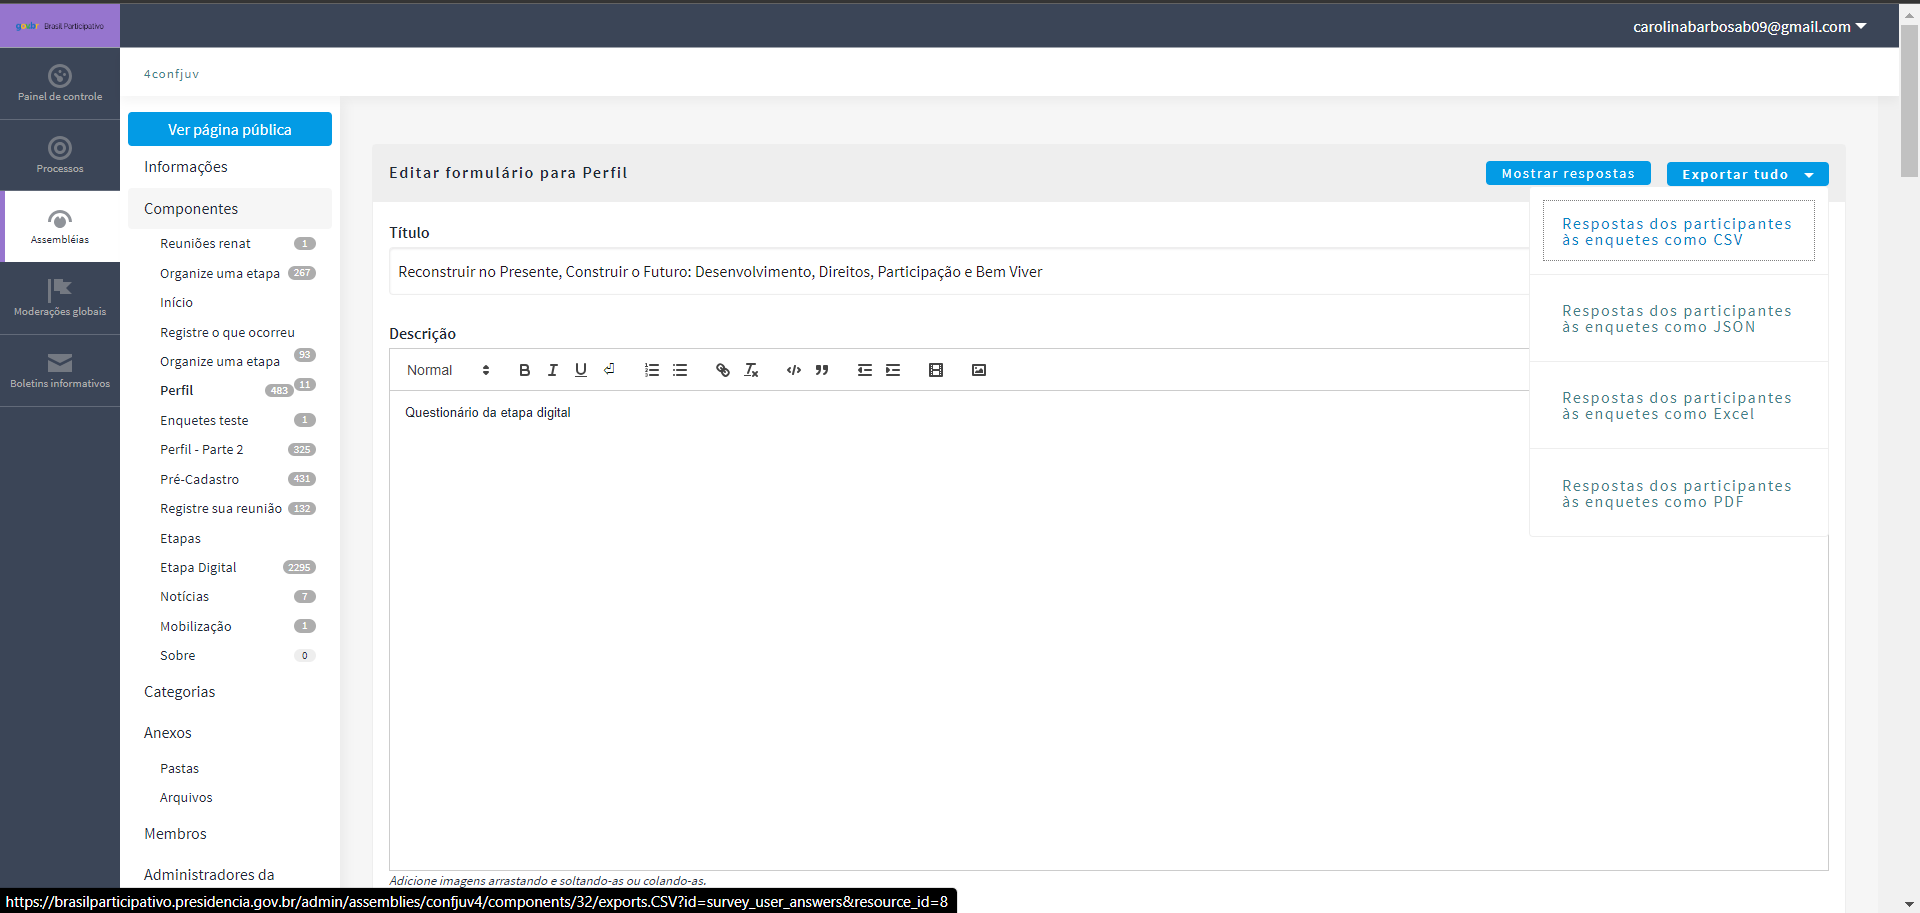 gov.br Brasil Participativo
carolinabarbosab09@gmail.com
Painel de controle
Processos
Assembléias
Moderações globais
Boletins informativos
4confjuv
Ver página pública
Informações
Componentes
Reuniões renat 1
Organize uma etapa 267
Início
Registre o que ocorreu
Organize uma etapa 93
Perfil 483 11
Enquetes teste 1
Perfil - Parte 2 325
Pré-Cadastro 431
Registre sua reunião 132
Etapas
Etapa Digital 2295
Notícias 7
Mobilização 1
Sobre 0
Categorias
Anexos
Pastas
Arquivos
Membros
Administradores da
Editar formulário para Perfil
Mostrar respostas
Exportar tudo
Respostas dos participantes
às enquetes como CSV
Respostas dos participantes
às enquetes como JSON
Respostas dos participantes
às enquetes como Excel
Respostas dos participantes
às enquetes como PDF
Título
Reconstruir no Presente, Construir o Futuro: Desenvolvimento, Direitos, Participação e Bem Viver
Descrição
Normal
Questionário da etapa digital
Adicione imagens arrastando e soltando-as ou colando-as.
https://brasilparticipativo.presidencia.gov.br/admin/assemblies/confjuv4/components/32/exports.CSV?id=survey_user_answers&resource_id=8